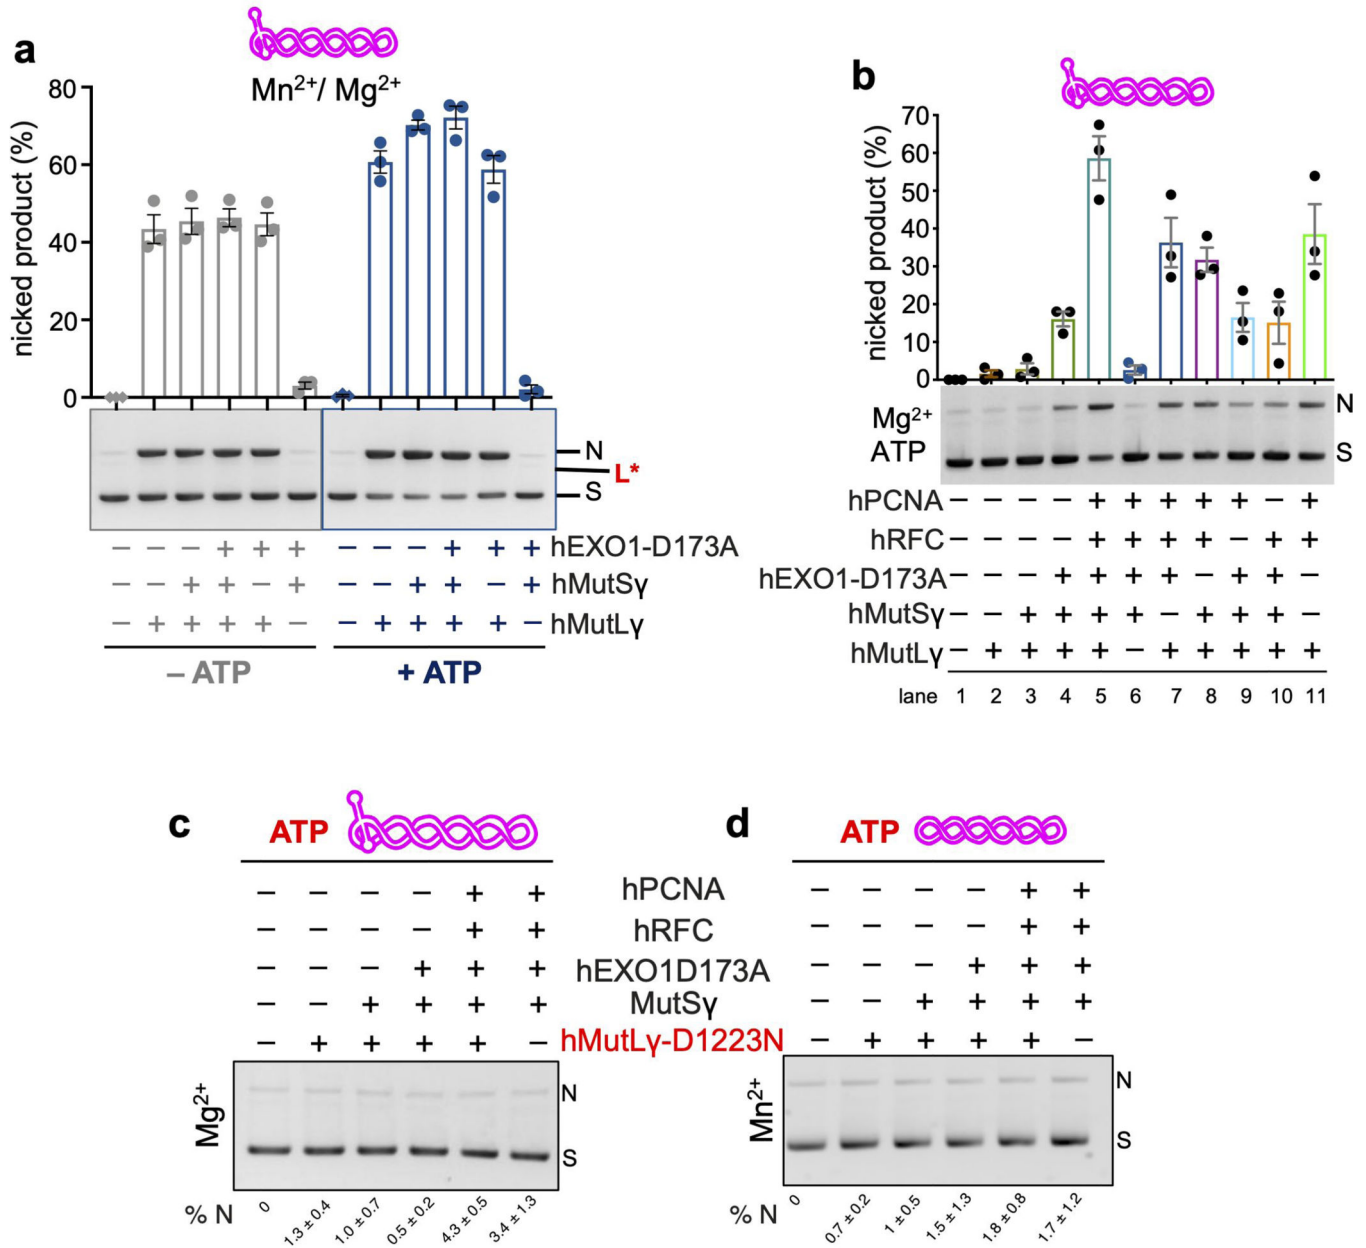 a
Mn2+/ Mg2+
nicked product (%)
80
60
40
20
0
N
L*
S
– – – + + + – – – + + + hEXO1-D173A
– – + + – + – – + + – + hMutSγ
– + + + + – – + + + + – hMutLγ
– ATP
+ ATP
b
nicked product (%)
70
60
50
40
30
20
10
0
Mg2+
ATP
N
S
hPCNA – – – – + + + + + – +
hRFC – – – – + + + + + + +
hEXO1-D173A – – – + + + + – + + –
hMutSγ – – + + + + – + + + –
hMutLγ – + + + + – + + + + +
lane 1 2 3 4 5 6 7 8 9 10 11
c
ATP
– – – – + + hPCNA
– – – – + + hRFC
– – – + + + hEXO1D173A
– – + + + + MutSγ
– + + + + – hMutLγ-D1223N
Mg2+
N
S
% N 0 1.3 ± 0.4 1.0 ± 0.7 0.5 ± 0.2 4.3 ± 0.5 3.4 ± 1.3
d
ATP
– – – – + +
– – – – + +
– – – + + +
– – + + + +
– + + + + –
Mn2+
N
S
% N 0 0.7 ± 0.2 1 ± 0.5 1.5 ± 1.3 1.8 ± 0.8 1.7 ± 1.2